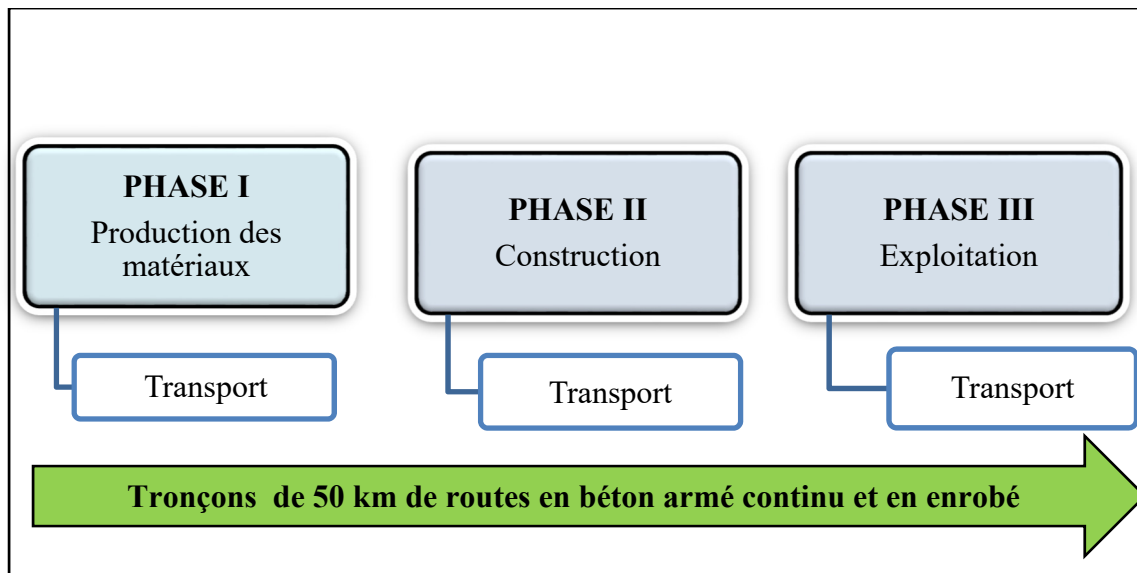 PHASE I
Production des
matériaux
PHASE II
Construction
PHASE III
Exploitation
Transport
Transport
Transport
Tronçons de 50 km de routes en béton armé continu et en enrobé